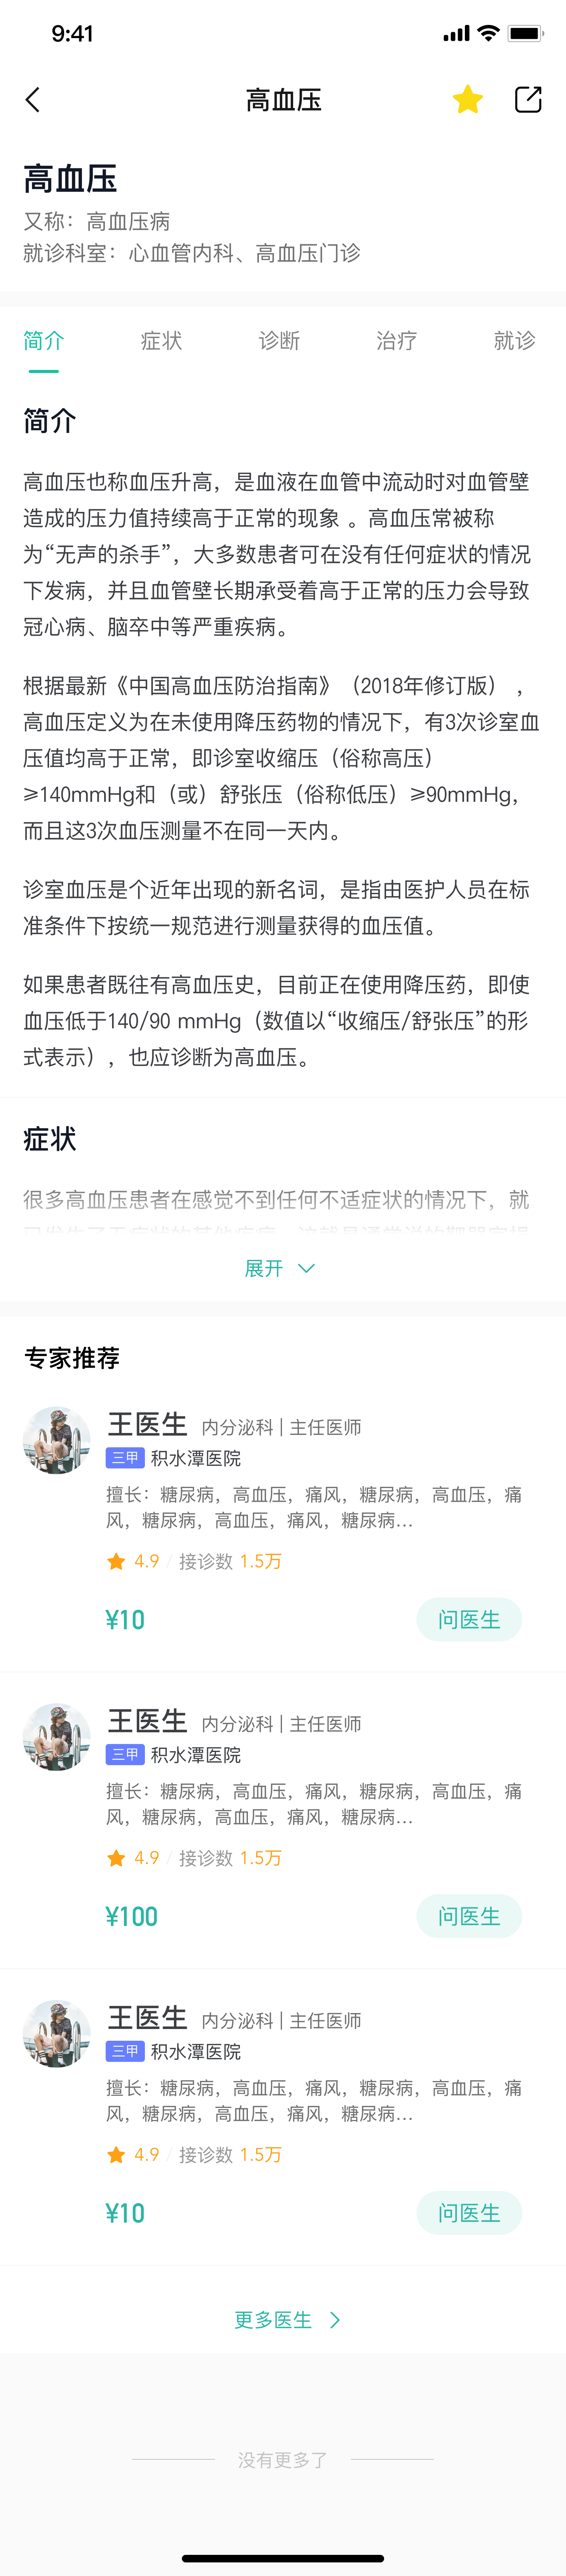 9:41
高血压
高血压
又称：高血压病
就诊科室：心血管内科、高血压门诊
简介 症状 诊断 治疗 就诊
简介
高血压也称血压升高，是血液在血管中流动时对血管壁
造成的压力值持续高于正常的现象 。高血压常被称
为“无声的杀手”，大多数患者可在没有任何症状的情况
下发病，并且血管壁长期承受着高于正常的压力会导致
冠心病、脑卒中等严重疾病。
根据最新《中国高血压防治指南》（2018年修订版），
高血压定义为在未使用降压药物的情况下，有3次诊室血
压值均高于正常，即诊室收缩压（俗称高压）
≥140mmHg和（或）舒张压（俗称低压）≥90mmHg，
而且这3次血压测量不在同一天内。
诊室血压是个近年出现的新名词，是指由医护人员在标
准条件下按统一规范进行测量获得的血压值。
如果患者既往有高血压史，目前正在使用降压药，即使
血压低于140/90 mmHg（数值以“收缩压/舒张压”的形
式表示），也应诊断为高血压。
症状
很多高血压患者在感觉不到任何不适症状的情况下，就
展开
专家推荐
王医生 内分泌科 | 主任医师
三甲 积水潭医院
擅长：糖尿病，高血压，痛风，糖尿病，高血压，痛
风，糖尿病，高血压，痛风，糖尿病...
4.9 / 接诊数 1.5万
¥10 问医生
王医生 内分泌科 | 主任医师
三甲 积水潭医院
擅长：糖尿病，高血压，痛风，糖尿病，高血压，痛
风，糖尿病，高血压，痛风，糖尿病...
4.9 / 接诊数 1.5万
¥100 问医生
王医生 内分泌科 | 主任医师
三甲 积水潭医院
擅长：糖尿病，高血压，痛风，糖尿病，高血压，痛
风，糖尿病，高血压，痛风，糖尿病...
4.9 / 接诊数 1.5万
¥10 问医生
更多医生
没有更多了